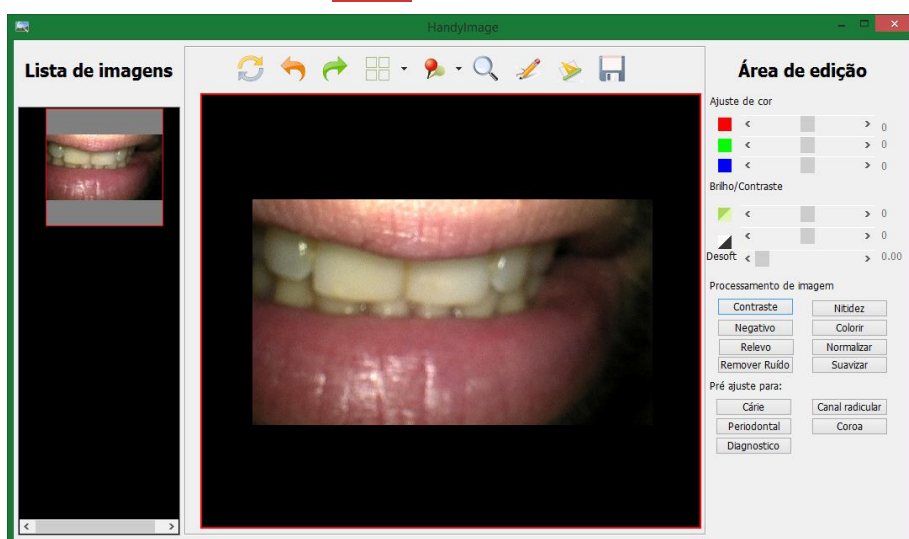 HandyImage
Lista de imagens
Área de edição
Ajuste de cor
0
0
0
Brilho/Contraste
0
0
Desoft 0.00
Processamento de imagem
Contraste Nitidez
Negativo Colorir
Relevo Normalizar
Remover Ruído Suavizar
Pré ajuste para:
Cárie Canal radicular
Periodontal Coroa
Diagnostico